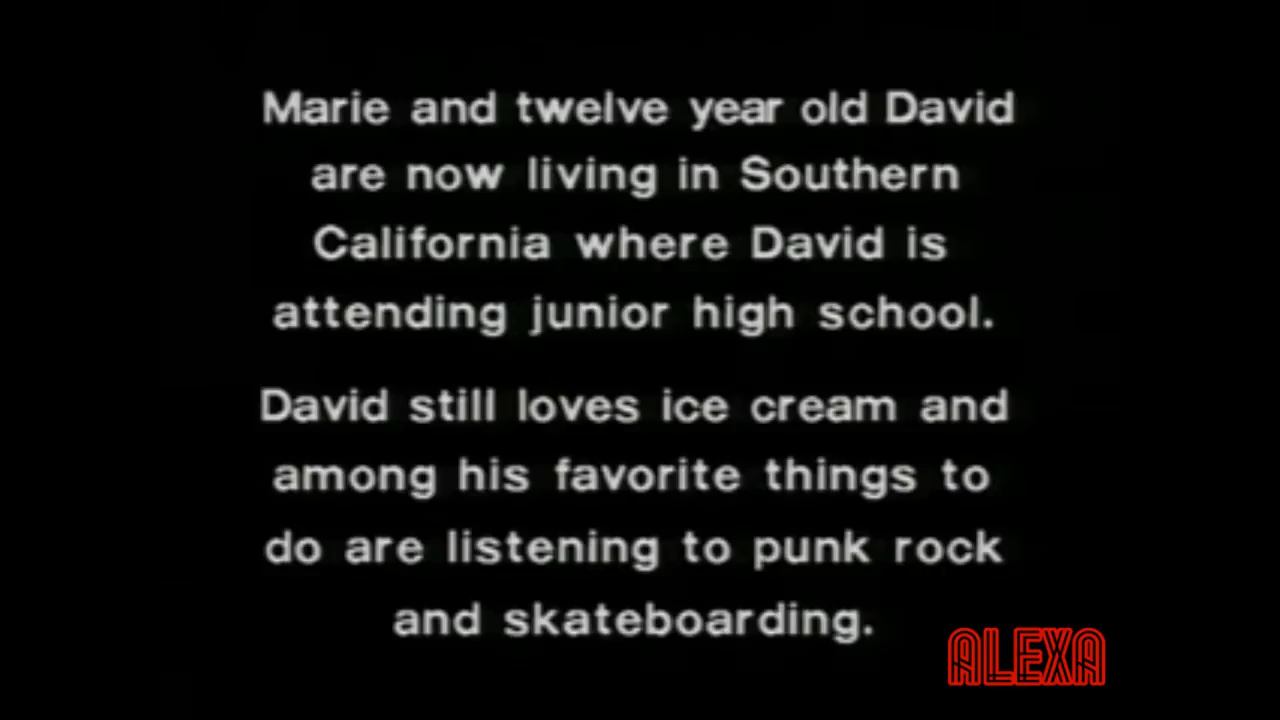 Marie and twelve year old David
are now living in Southern
California where David is
attending junior high school.
David still loves ice cream and
among his favorite things to
do are listening to punk rock
and skateboarding.
ALEXA